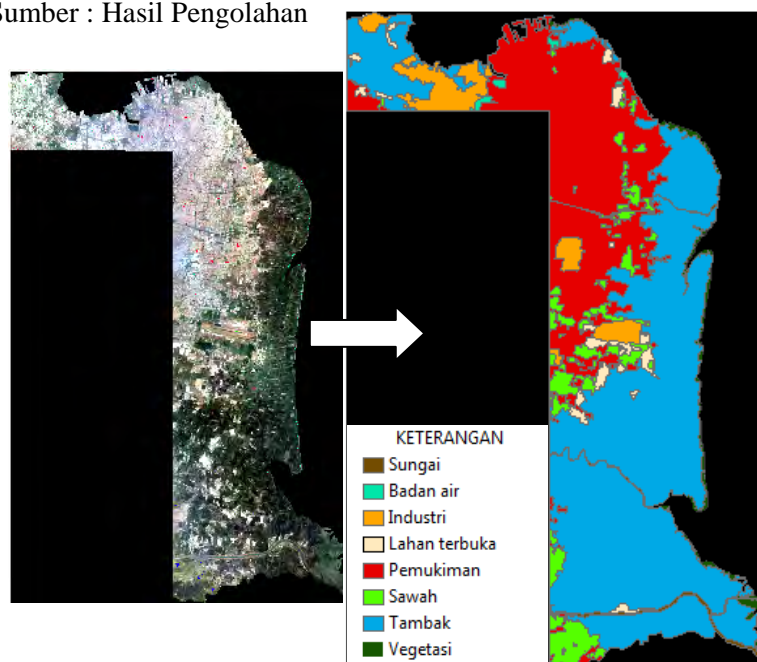 Sumber : Hasil Pengolahan
KETERANGAN
Sungai
Badan air
Industri
Lahan terbuka
Pemukiman
Sawah
Tambak
Vegetasi